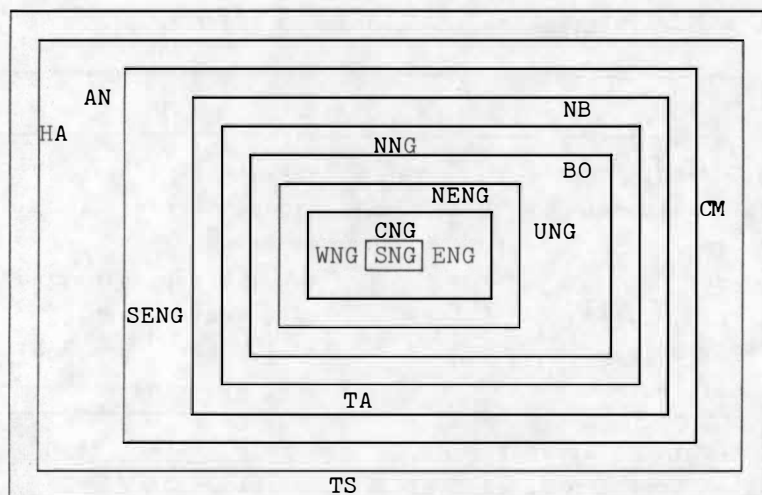 AN
NB
HA
NNG
BO
NENG
CM
CNG
UNG
WNG SNG ENG
SENG
TA
TS